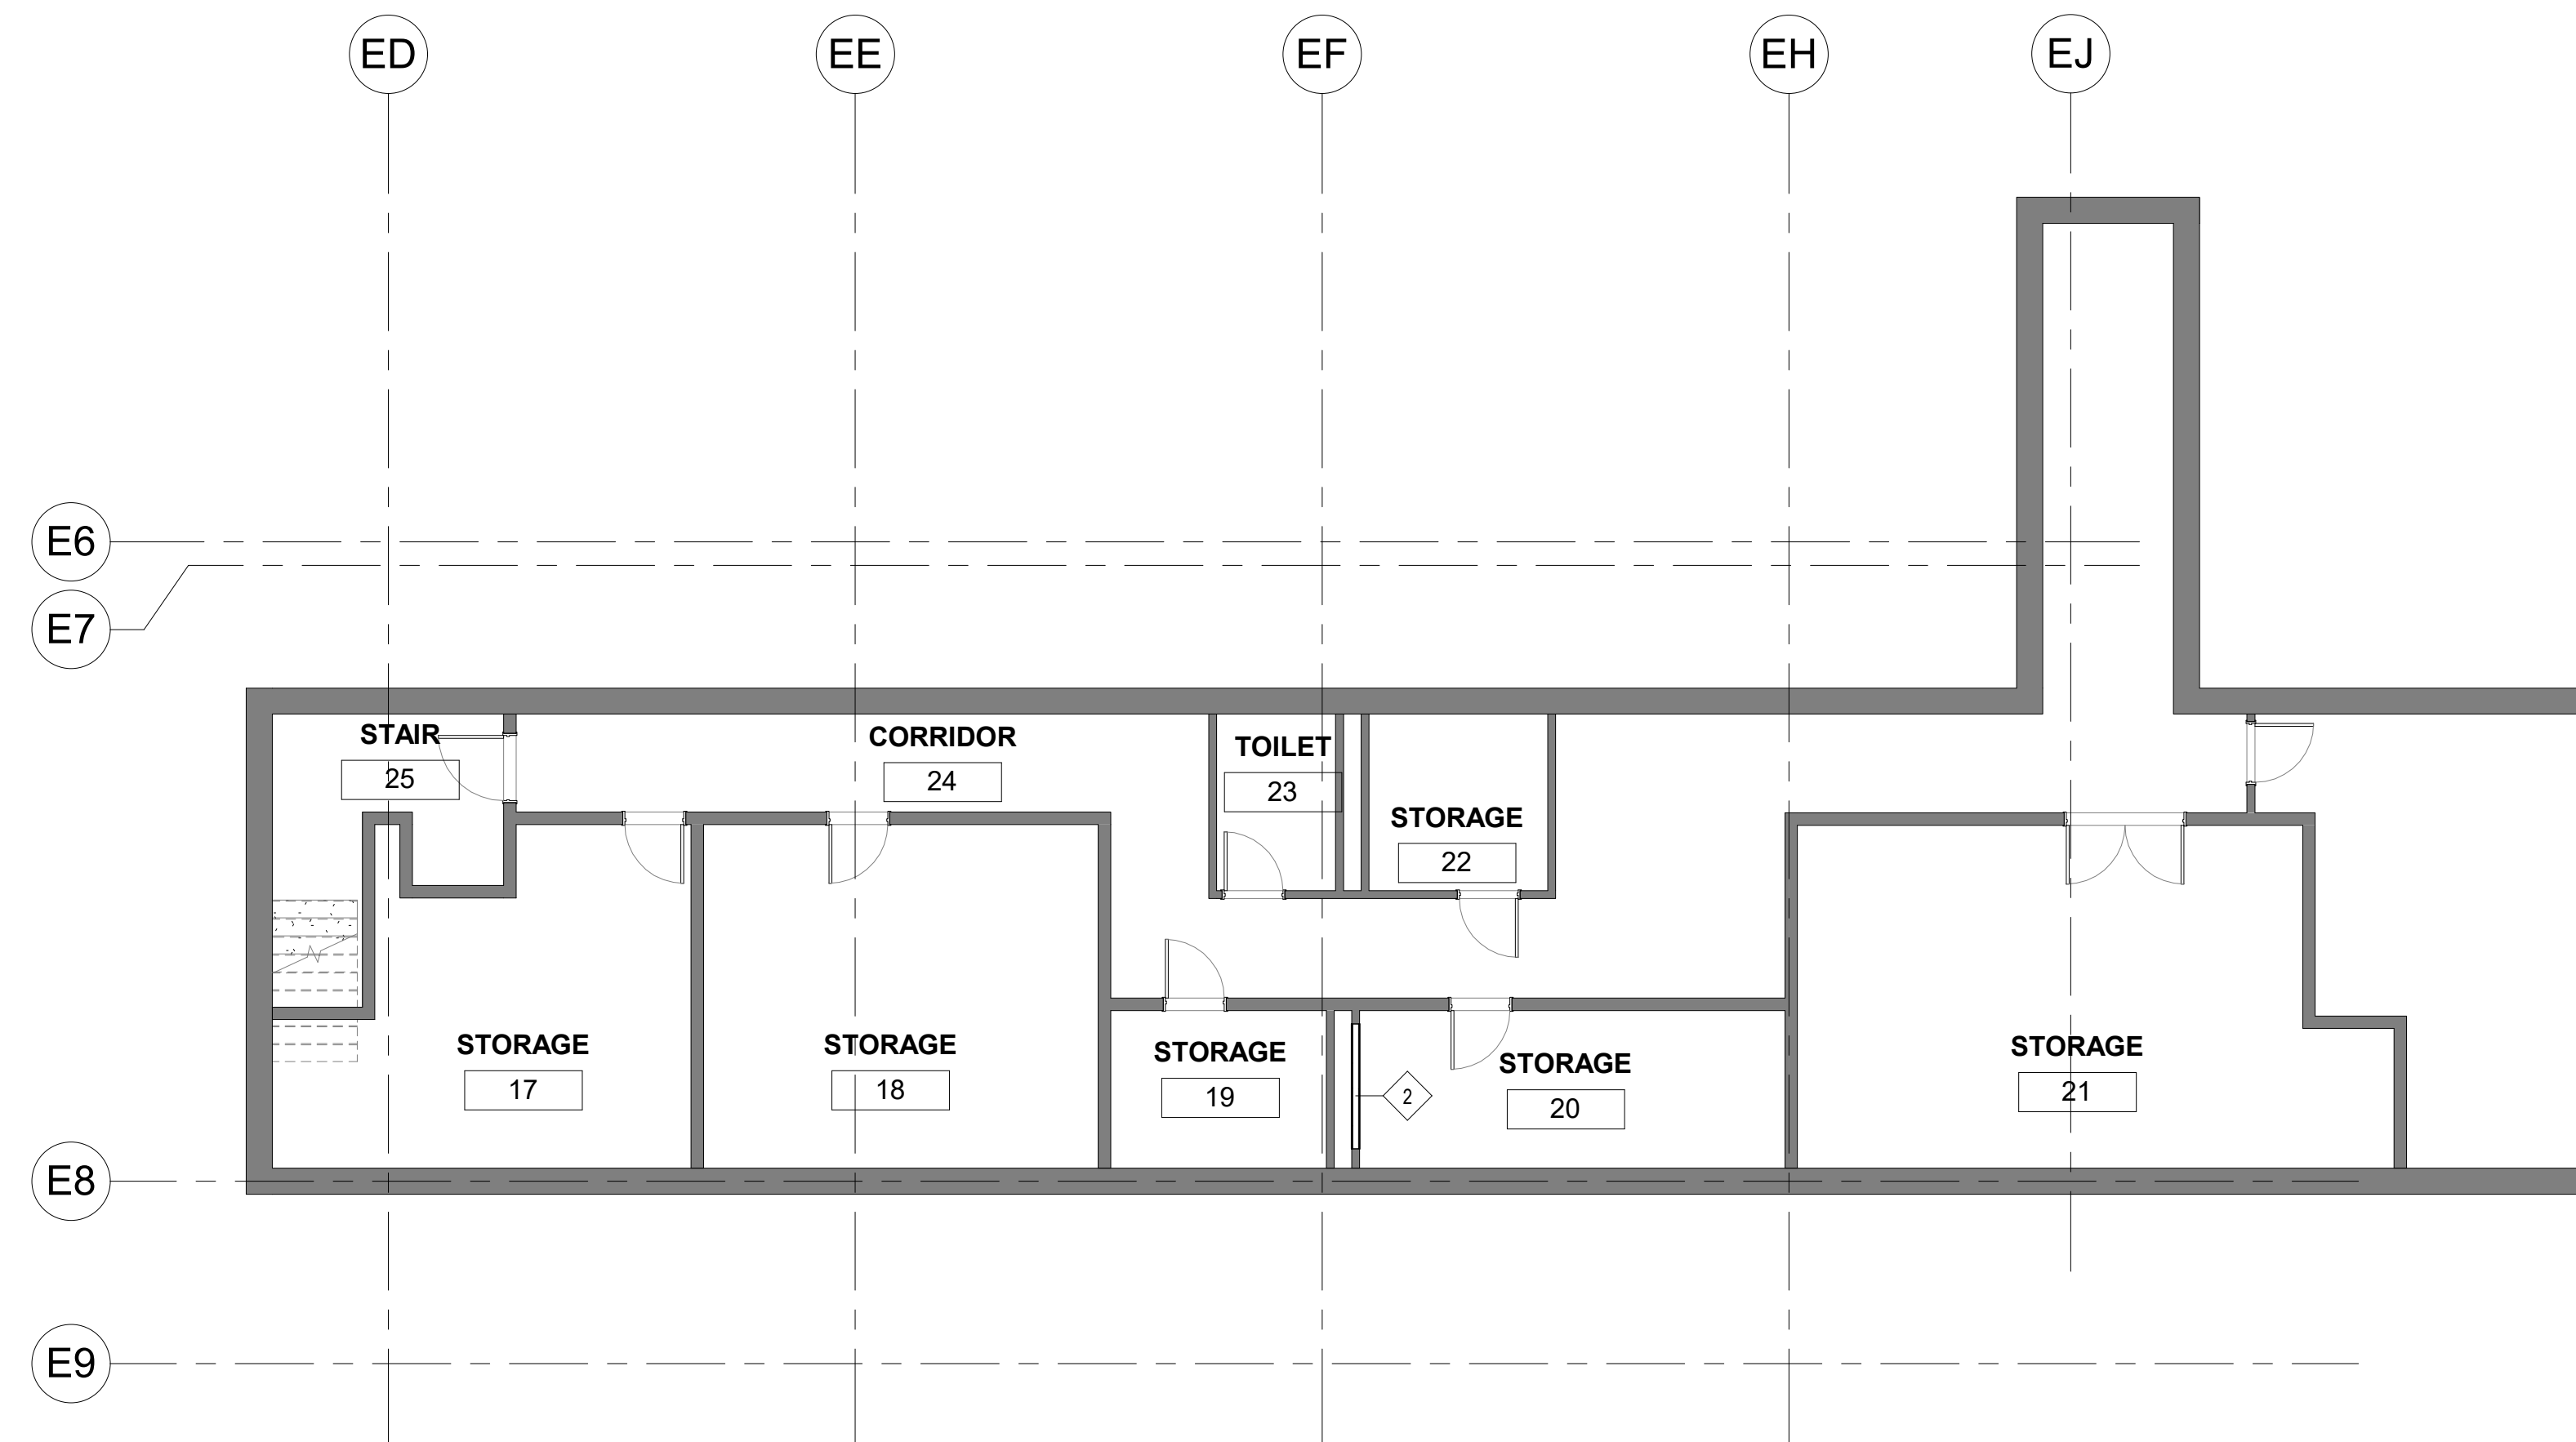 ED
EE
EF
EH
EJ
E6
E7
STAIR
25
CORRIDOR
24
TOILET
23
STORAGE
22
STORAGE
17
STORAGE
18
STORAGE
19
2
STORAGE
20
STORAGE
21
E8
E9